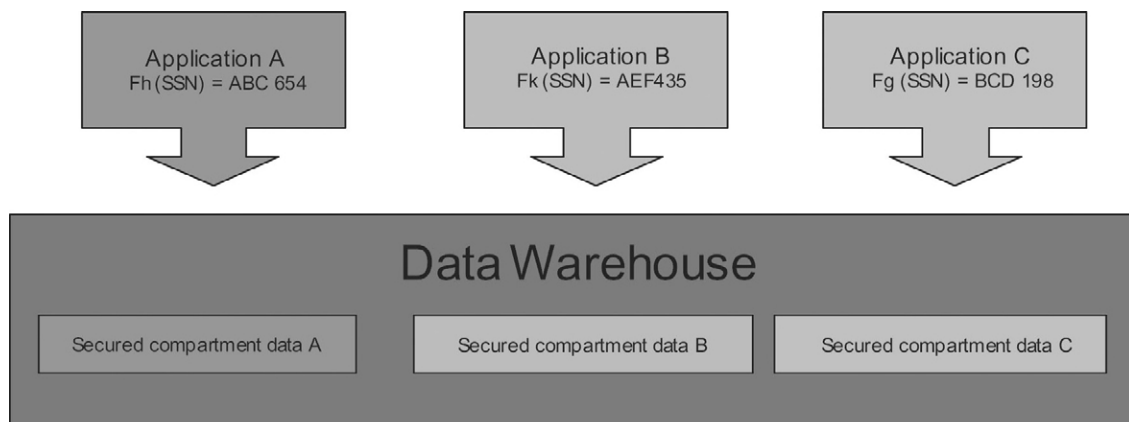 Application A
Fh (SSN) = ABC 654
Application B
Fk (SSN) = AEF435
Application C
Fg (SSN) = BCD 198
Data Warehouse
Secured compartment data A
Secured compartment data B
Secured compartment data C